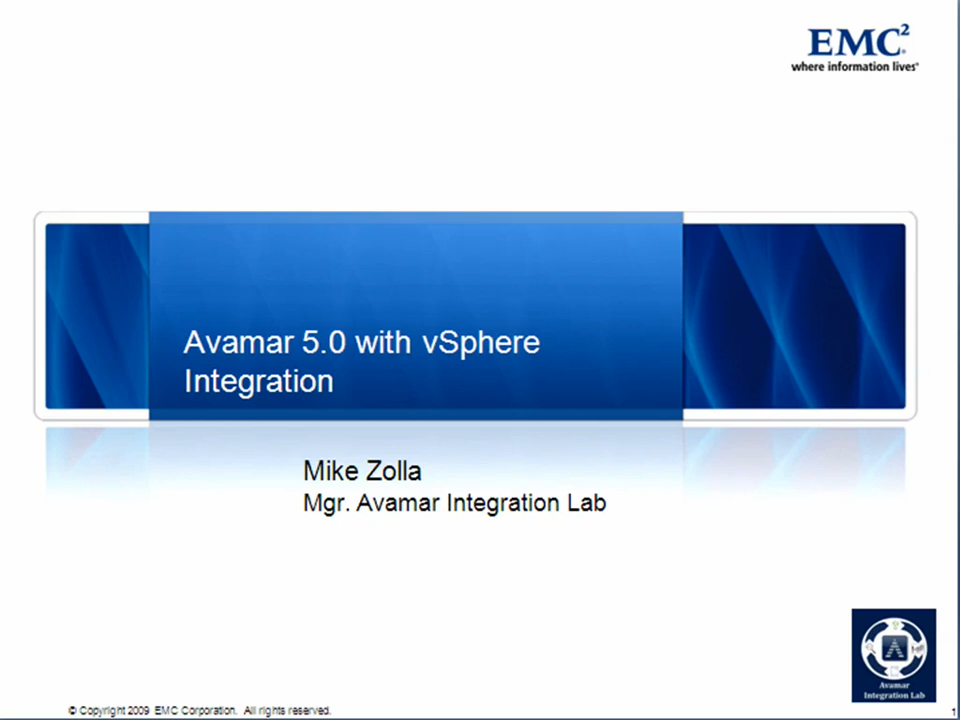 EMC²
where information lives®
Avamar 5.0 with vSphere
Integration
Mike Zolla
Mgr. Avamar Integration Lab
Avamar
Integration Lab
© Copyright 2009 EMC Corporation. All rights reserved.
1